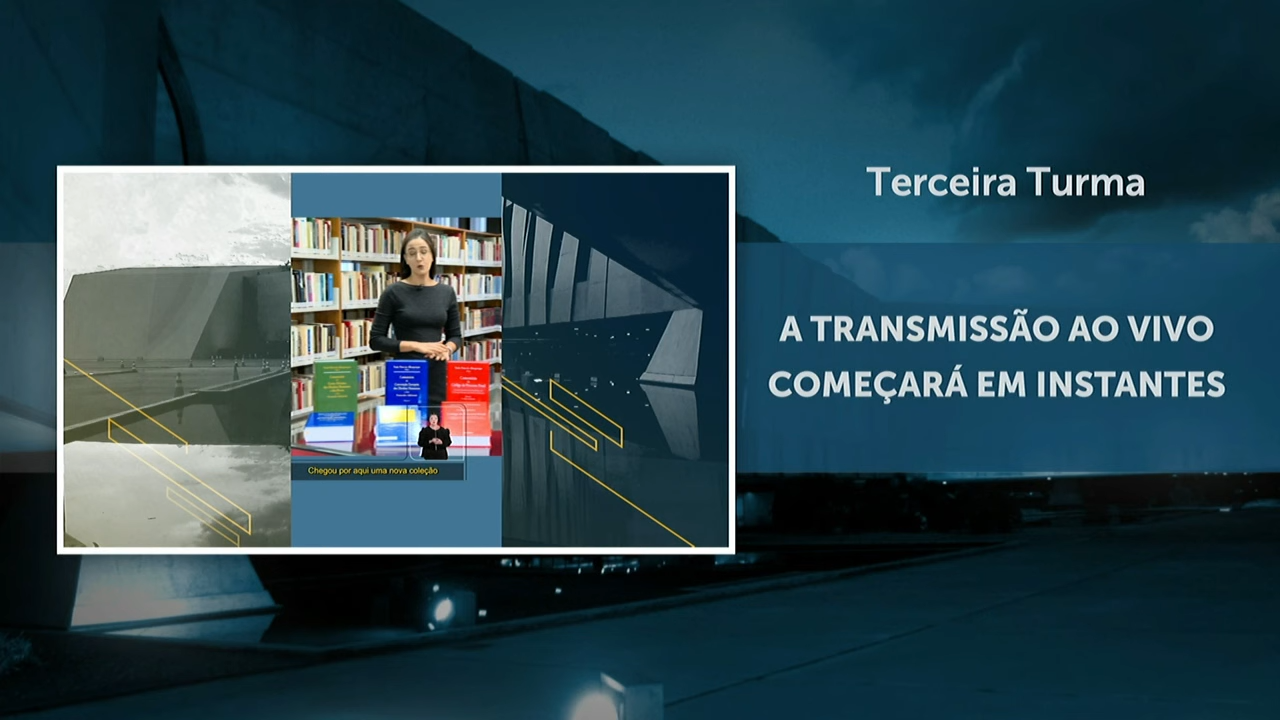 Terceira Turma
A TRANSMISSÃO AO VIVO
COMEÇARÁ EM INSTANTES
Chegou por aqui uma nova coleção